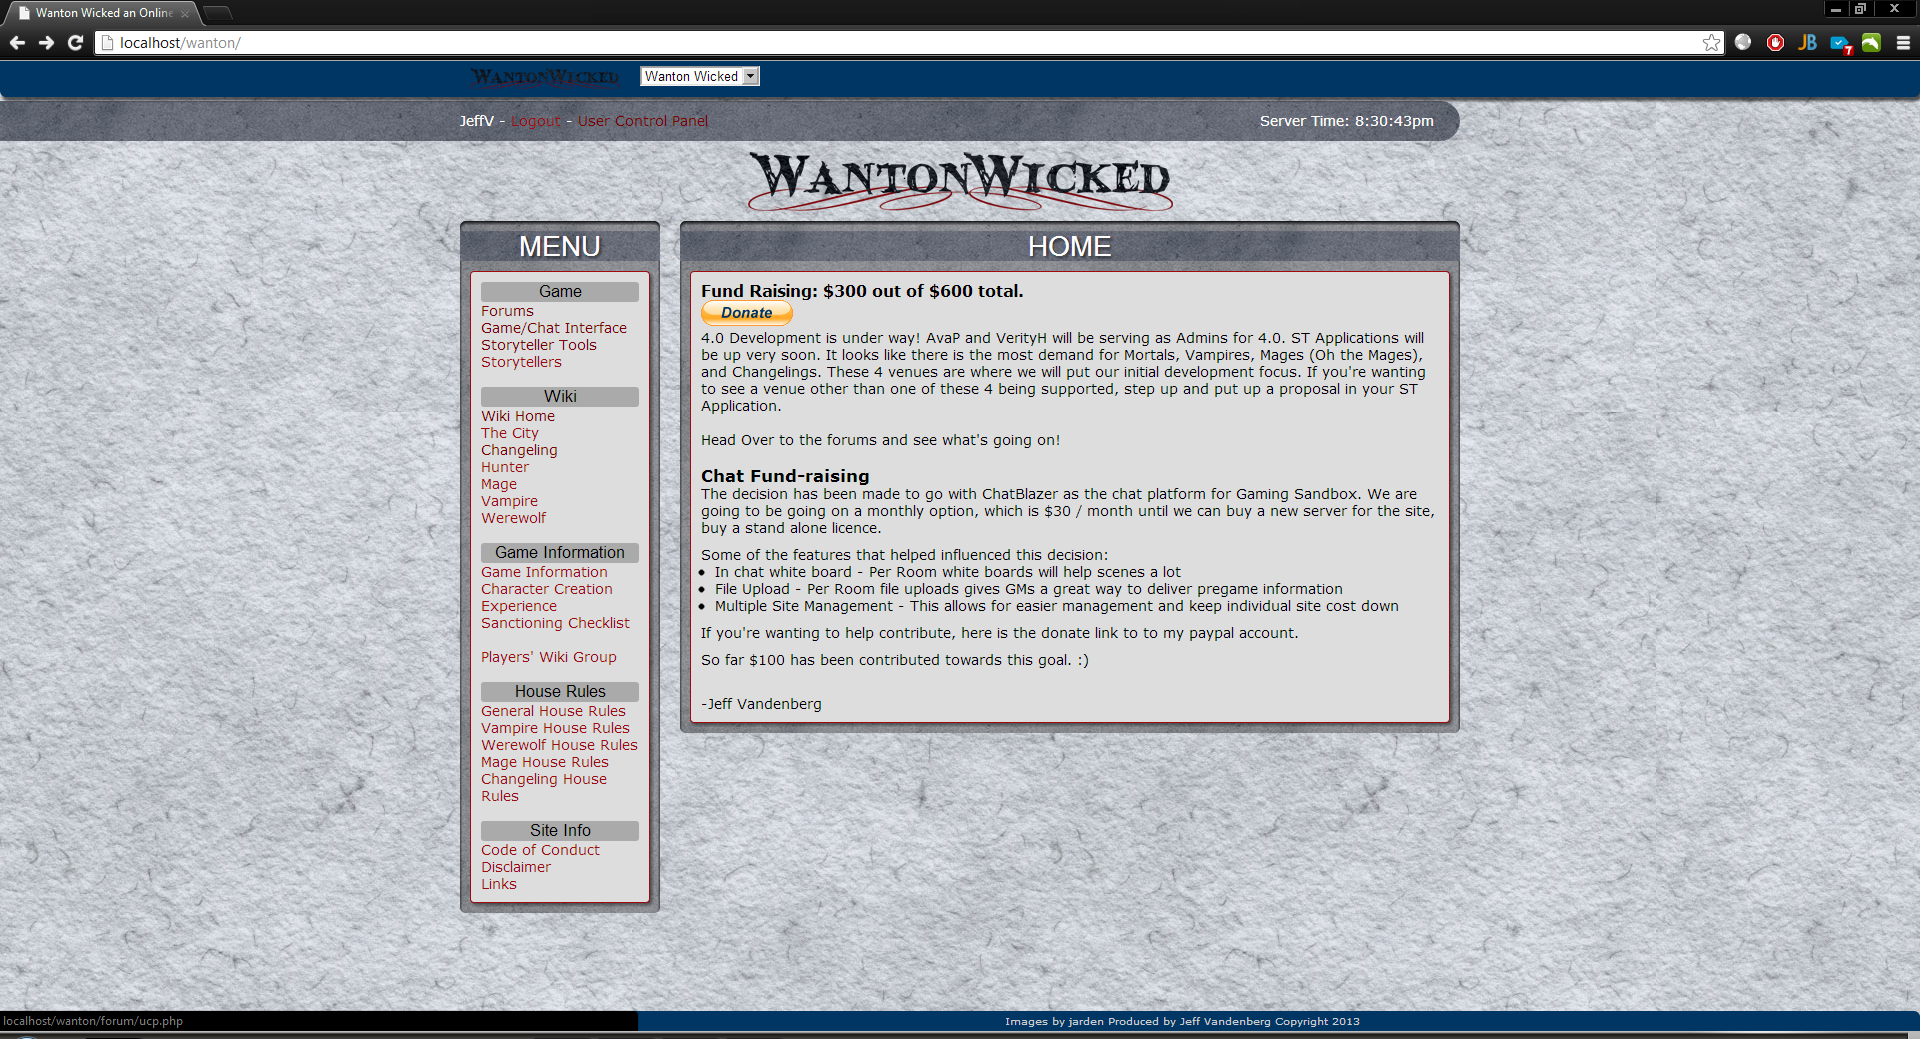 Wanton Wicked an Online
localhost/wanton/
JB
7
WantonWicked
Wanton Wicked
JeffV - Logout - User Control Panel
Server Time: 8:30:43pm
WantonWicked
MENU
Game
Forums
Game/Chat Interface
Storyteller Tools
Storytellers
Wiki
Wiki Home
The City
Changeling
Hunter
Mage
Vampire
Werewolf
Game Information
Game Information
Character Creation
Experience
Sanctioning Checklist
Players' Wiki Group
House Rules
General House Rules
Vampire House Rules
Werewolf House Rules
Mage House Rules
Changeling House
Rules
Site Info
Code of Conduct
Disclaimer
Links
HOME
Fund Raising: $300 out of $600 total.
Donate
4.0 Development is under way! AvaP and VerityH will be serving as Admins for 4.0. ST Applications will
be up very soon. It looks like there is the most demand for Mortals, Vampires, Mages (Oh the Mages),
and Changelings. These 4 venues are where we will put our initial development focus. If you're wanting
to see a venue other than one of these 4 being supported, step up and put up a proposal in your ST
Application.
Head Over to the forums and see what's going on!
Chat Fund-raising
The decision has been made to go with ChatBlazer as the chat platform for Gaming Sandbox. We are
going to be going on a monthly option, which is $30 / month until we can buy a new server for the site,
buy a stand alone licence.
Some of the features that helped influenced this decision:
• In chat white board - Per Room white boards will help scenes a lot
• File Upload - Per Room file uploads gives GMs a great way to deliver pregame information
• Multiple Site Management - This allows for easier management and keep individual site cost down
If you're wanting to help contribute, here is the donate link to to my paypal account.
So far $100 has been contributed towards this goal. :)
-Jeff Vandenberg
localhost/wanton/forum/ucp.php
Images by jarden Produced by Jeff Vandenberg Copyright 2013